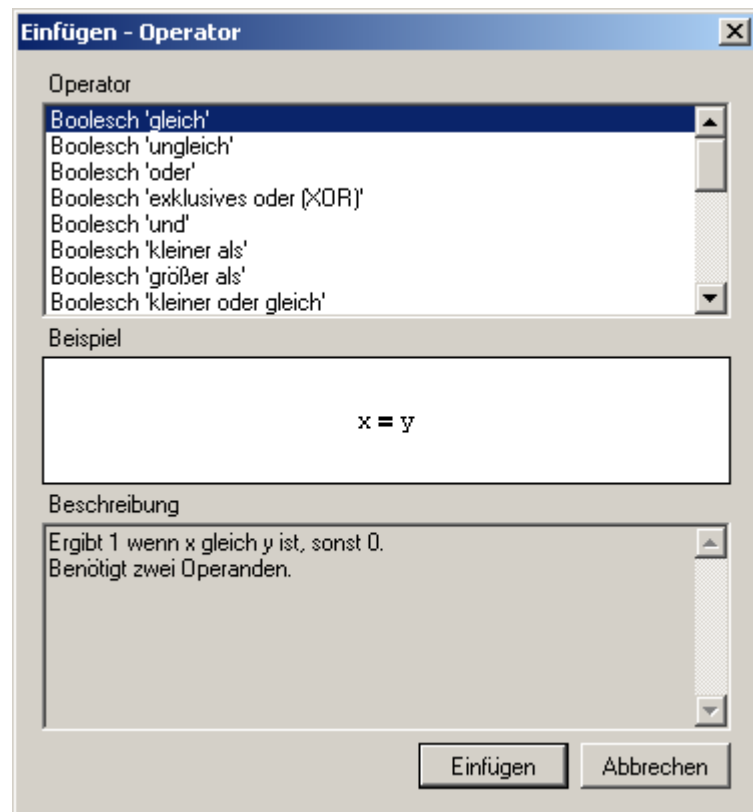 Einfügen - Operator
Operator
Boolesch 'gleich'
Boolesch 'ungleich'
Boolesch 'oder'
Boolesch 'exklusives oder (XOR)'
Boolesch 'und'
Boolesch 'kleiner als'
Boolesch 'größer als'
Boolesch 'kleiner oder gleich'
Beispiel
x = y
Beschreibung
Ergibt 1 wenn x gleich y ist, sonst 0.
Benötigt zwei Operanden.
Einfügen Abbrechen